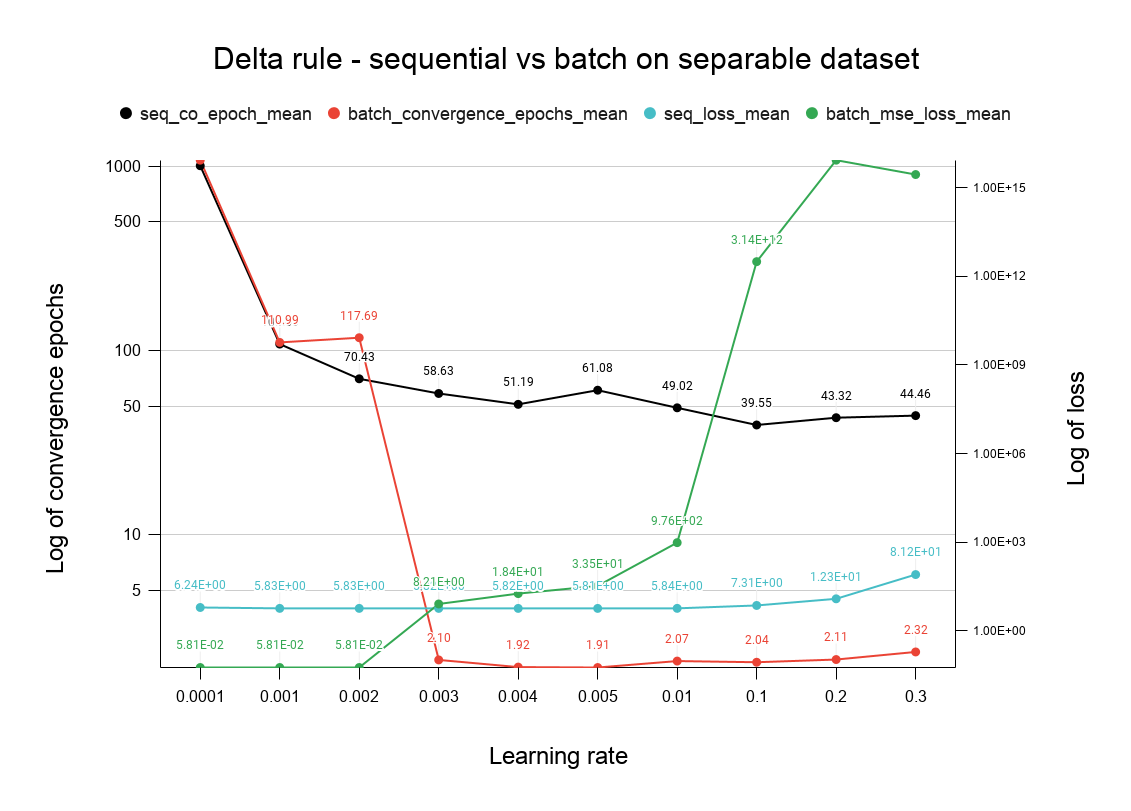 Delta rule - sequential vs batch on separable dataset
seq_co_epoch_mean batch_convergence_epochs_mean seq_loss_mean batch_mse_loss_mean
Log of convergence epochs
1000
500
100
50
10
5
1.00E+15
1.00E+12
1.00E+09
1.00E+06
1.00E+03
1.00E+00
Log of loss
3.14E+12
110.99 117.69
70.43 58.63 51.19 61.08 49.02 39.55 43.32 44.46
9.76E+02
8.21E+00 1.84E+01 3.35E+01
6.24E+00 5.83E+00 5.83E+00 5.82E+00 5.81E+00 5.84E+00 7.31E+00 1.23E+01 8.12E+01
5.81E-02 5.81E-02 5.81E-02
2.10 1.92 1.91 2.07 2.04 2.11 2.32
0.0001 0.001 0.002 0.003 0.004 0.005 0.01 0.1 0.2 0.3
Learning rate